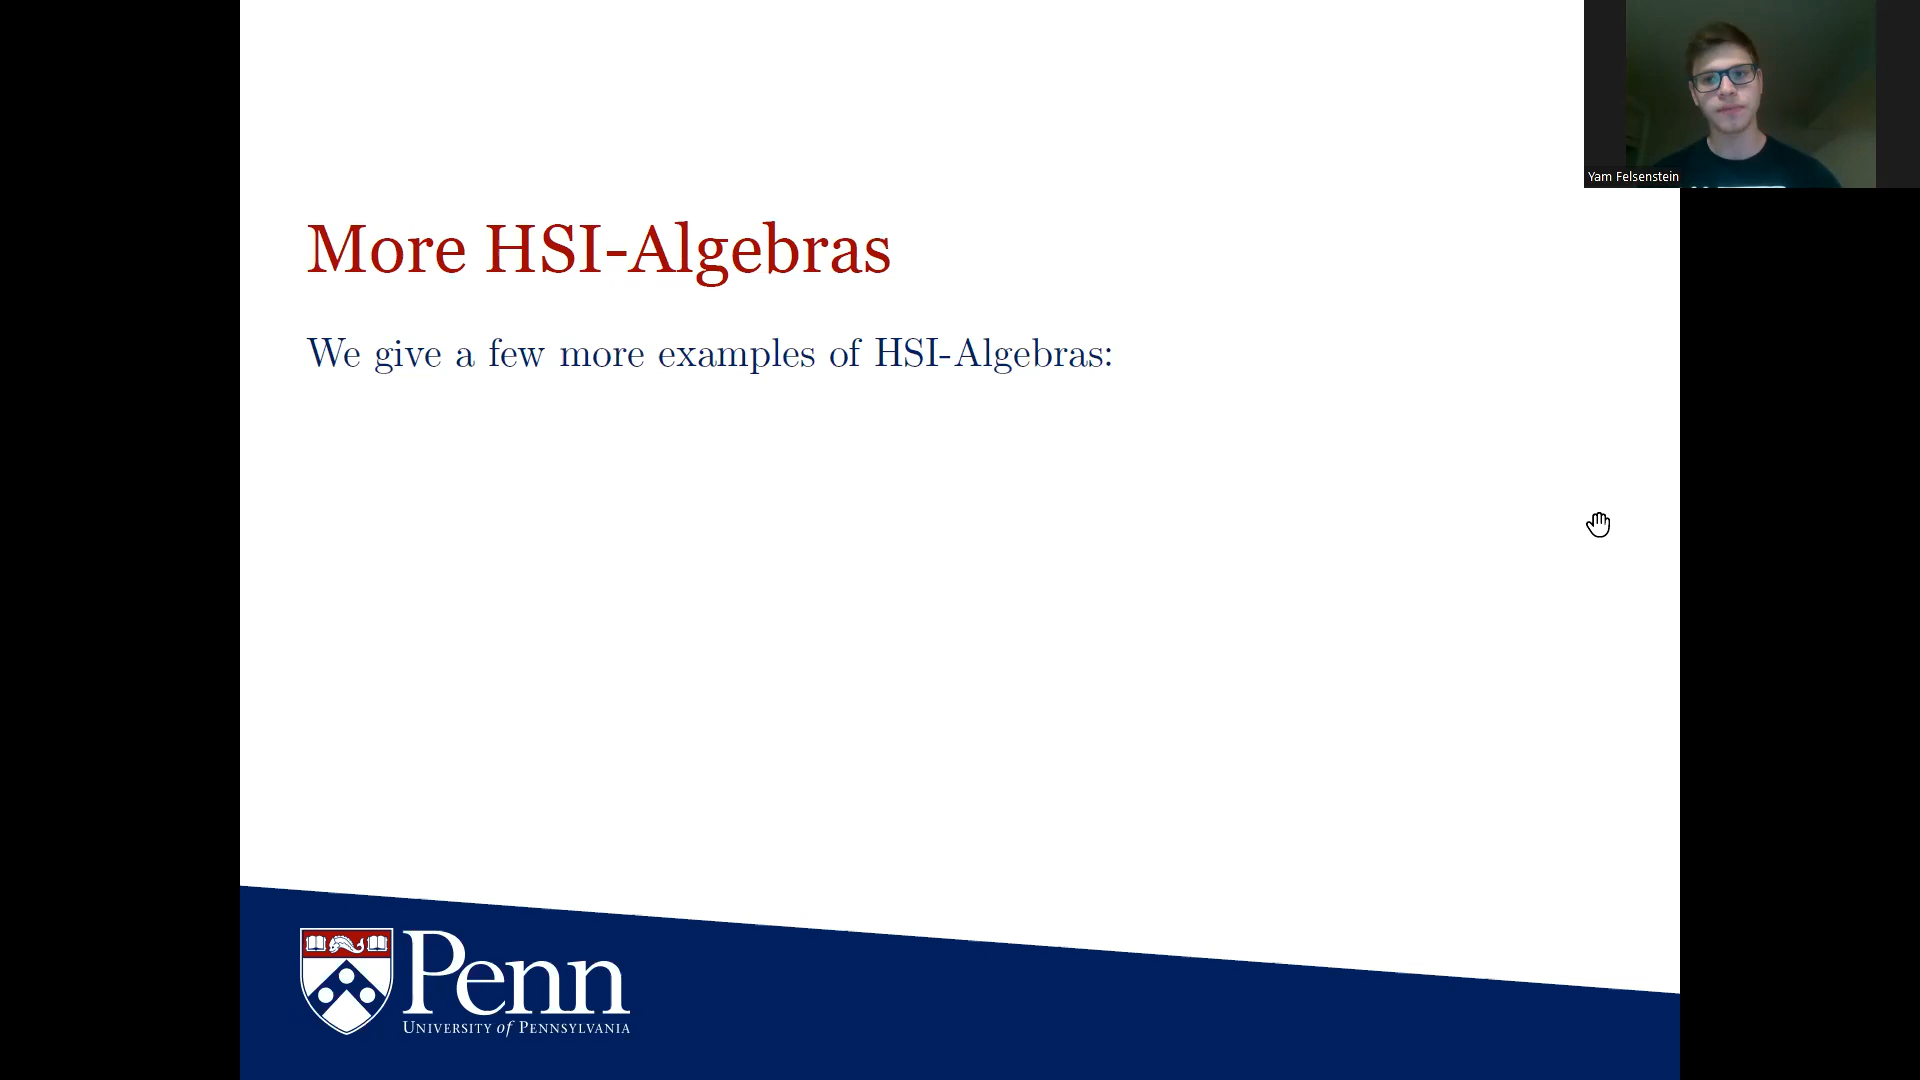 Yam Felsenstein
More HSI-Algebras
We give a few more examples of HSI-Algebras:
Penn
UNIVERSITY of PENNSYLVANIA